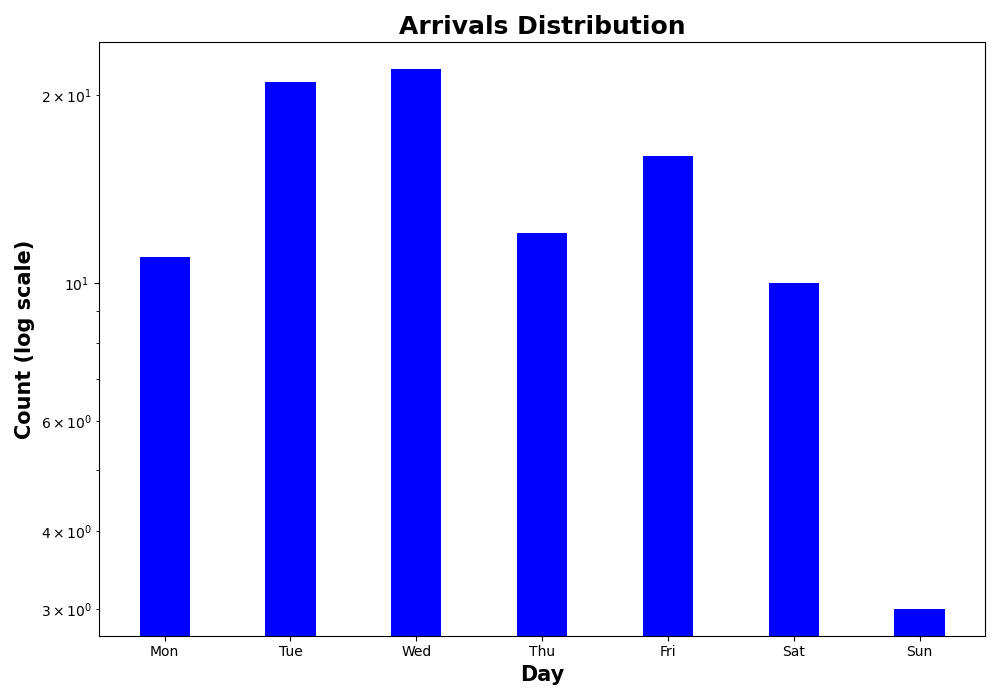 Arrivals Distribution
Count (log scale)
2 × 10¹
10¹
6 × 10⁰
4 × 10⁰
3 × 10⁰
Mon Tue Wed Thu Fri Sat Sun
Day